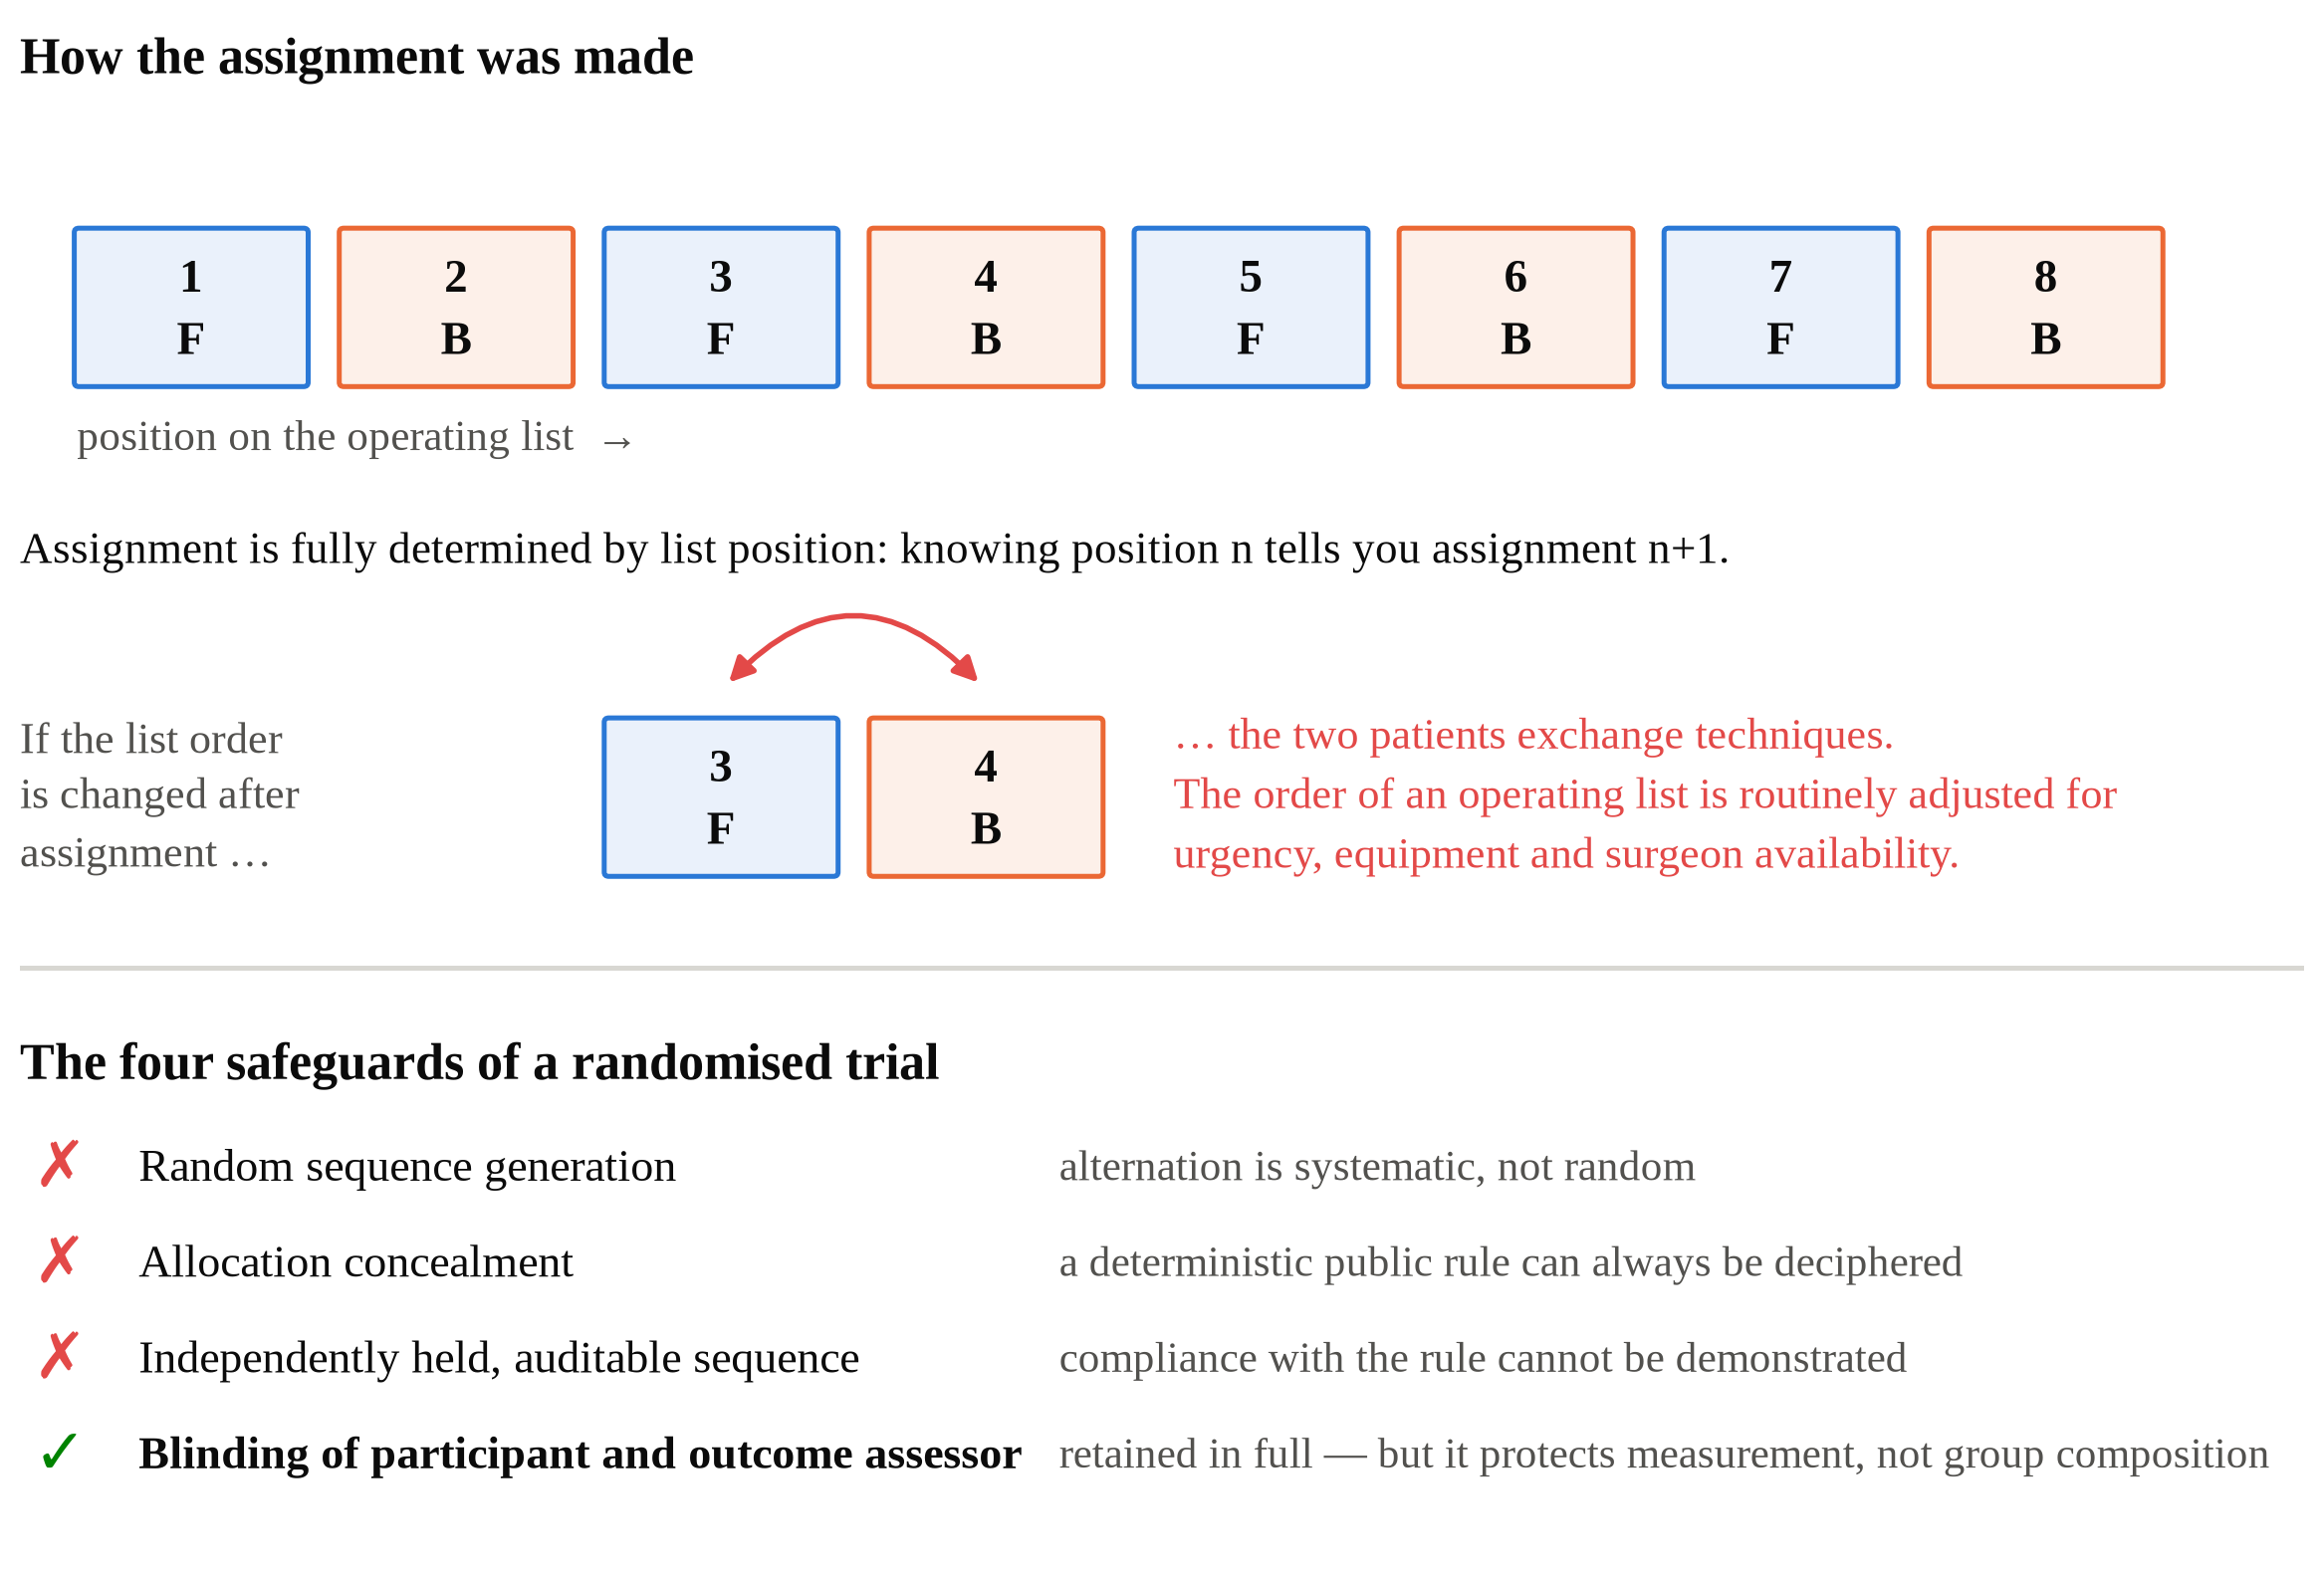 How the assignment was made
1 2 3 4 5 6 7 8
F B F B F B F B
position on the operating list →
Assignment is fully determined by list position: knowing position n tells you assignment n+1.
If the list order
is changed after
assignment …
3 4
F B
… the two patients exchange techniques.
The order of an operating list is routinely adjusted for
urgency, equipment and surgeon availability.
The four safeguards of a randomised trial
✗ Random sequence generation alternation is systematic, not random
✗ Allocation concealment a deterministic public rule can always be deciphered
✗ Independently held, auditable sequence compliance with the rule cannot be demonstrated
✓ Blinding of participant and outcome assessor retained in full — but it protects measurement, not group composition